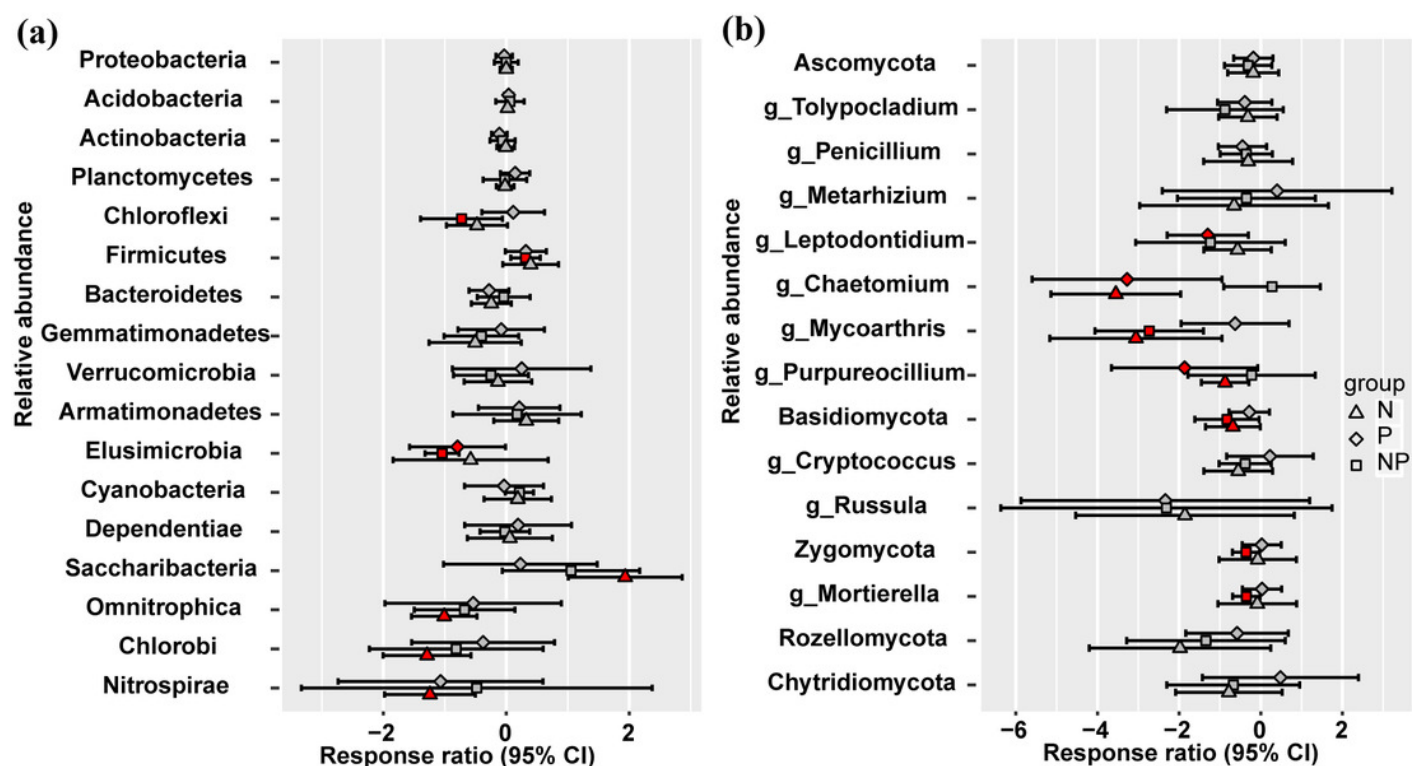 (a)
Relative abundance
Proteobacteria
Acidobacteria
Actinobacteria
Planctomycetes
Chloroflexi
Firmicutes
Bacteroidetes
Gemmatimonadetes
Verrucomicrobia
Armatimonadetes
Elusimicrobia
Cyanobacteria
Dependentiae
Saccharibacteria
Omnitrophica
Chlorobi
Nitrospirae
−2 0 2
Response ratio (95% CI)
(b)
Relative abundance
Ascomycota
g_Tolypocladium
g_Penicillium
g_Metarhizium
g_Leptodontidium
g_Chaetomium
g_Mycoarthris
g_Purpureocillium
Basidiomycota
g_Cryptococcus
g_Russula
Zygomycota
g_Mortierella
Rozellomycota
Chytridiomycota
−6 −4 −2 0 2
Response ratio (95% CI)
group
N
P
NP